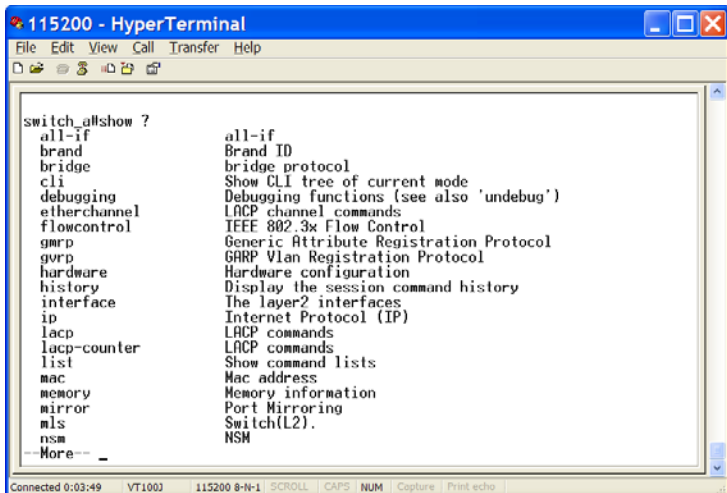 115200 - HyperTerminal
File Edit View Call Transfer Help
switch_a#show ?
all-if all-if
brand Brand ID
bridge bridge protocol
cli Show CLI tree of current mode
debugging Debugging functions (see also 'undebug')
etherchannel LACP channel commands
flowcontrol IEEE 802.3x Flow Control
gmrp Generic Attribute Registration Protocol
gvrp GARP Vlan Registration Protocol
hardware Hardware configuration
history Display the session command history
interface The layer2 interfaces
ip Internet Protocol (IP)
lacp LACP commands
lacp-counter LACP commands
list Show command lists
mac Mac address
memory Memory information
mirror Port Mirroring
mls Switch(L2).
nsm NSM
--More-- _
Connected 0:03:49 VT100J 115200 8-N-1 SCROLL CAPS NUM Capture Print echo